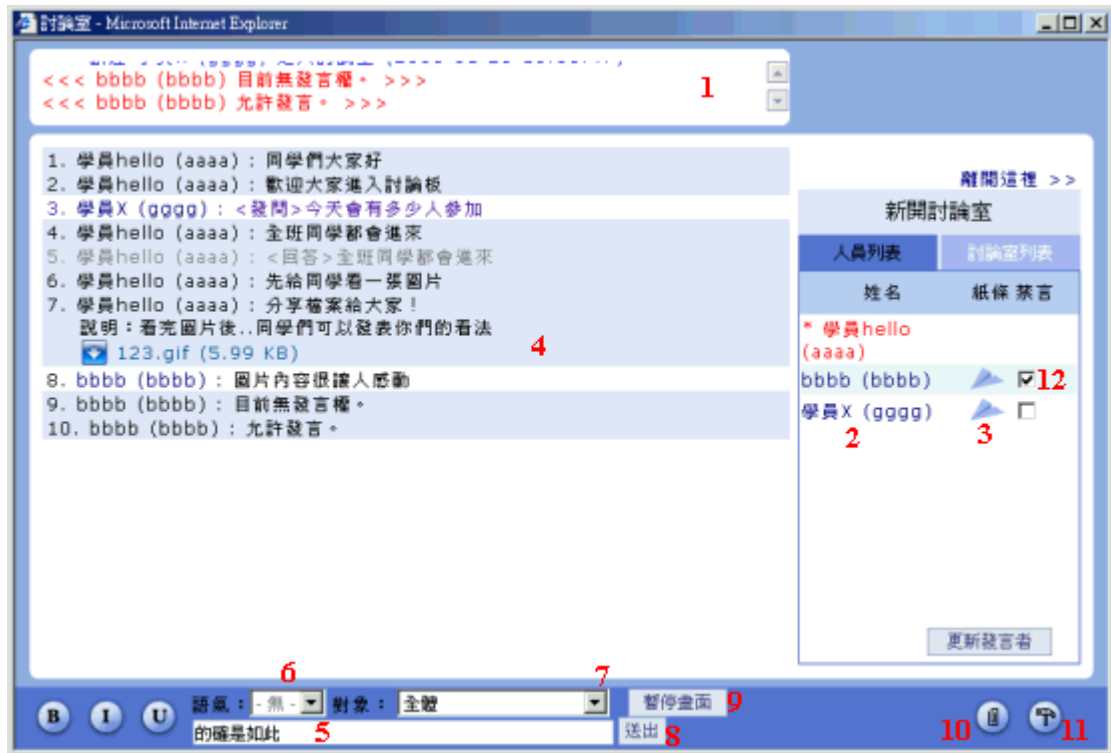 討論室 - Microsoft Internet Explorer
<<< bbbb (bbbb) 目前無發言權。 >>>
<<< bbbb (bbbb) 允許發言。 >>>
1
1. 學員hello (aaaa) : 同學們大家好
2. 學員hello (aaaa) : 歡迎大家進入討論板
3. 學員X (gggg) : <發問>今天會有多少人參加
4. 學員hello (aaaa) : 全班同學都會進來
5. 學員hello (aaaa) : <回答>全班同學都會進來
6. 學員hello (aaaa) : 先給同學看一張圖片
7. 學員hello (aaaa) : 分享檔案給大家!
說明：看完圖片後..同學們可以發表你們的看法
123.gif (5.99 KB)
4
8. bbbb (bbbb) : 圖片內容很讓人感動
9. bbbb (bbbb) : 目前無發言權。
10. bbbb (bbbb) : 允許發言。
離開這裡 >>
新開討論室
人員列表 討論室列表
姓名 紙條 禁言
* 學員hello
(aaaa)
bbbb (bbbb) 12
學員X (gggg)
2 3
更新發言者
6 7
B I U 語氣： - 無 - 對象： 全體 暫停畫面 9
的確是如此 5 送出 8
10 11